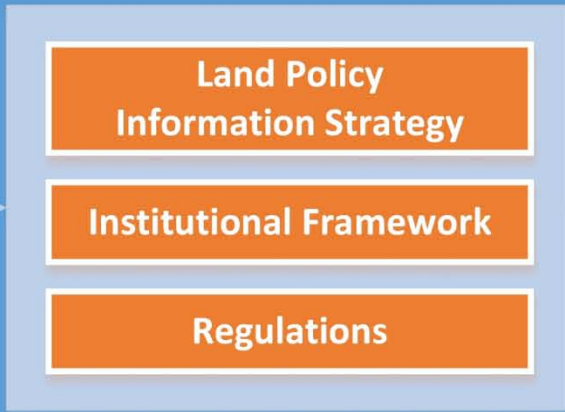 Land Policy
Information Strategy
Institutional Framework
Regulations